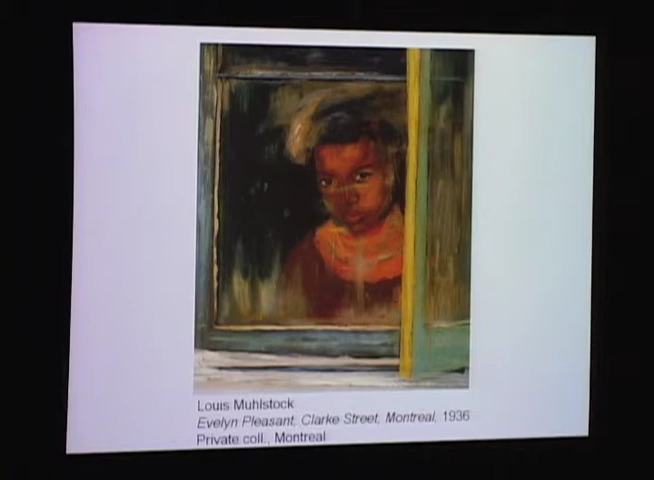 Louis Muhlstock
Evelyn Pleasant, Clarke Street, Montreal, 1936
Private coll., Montreal